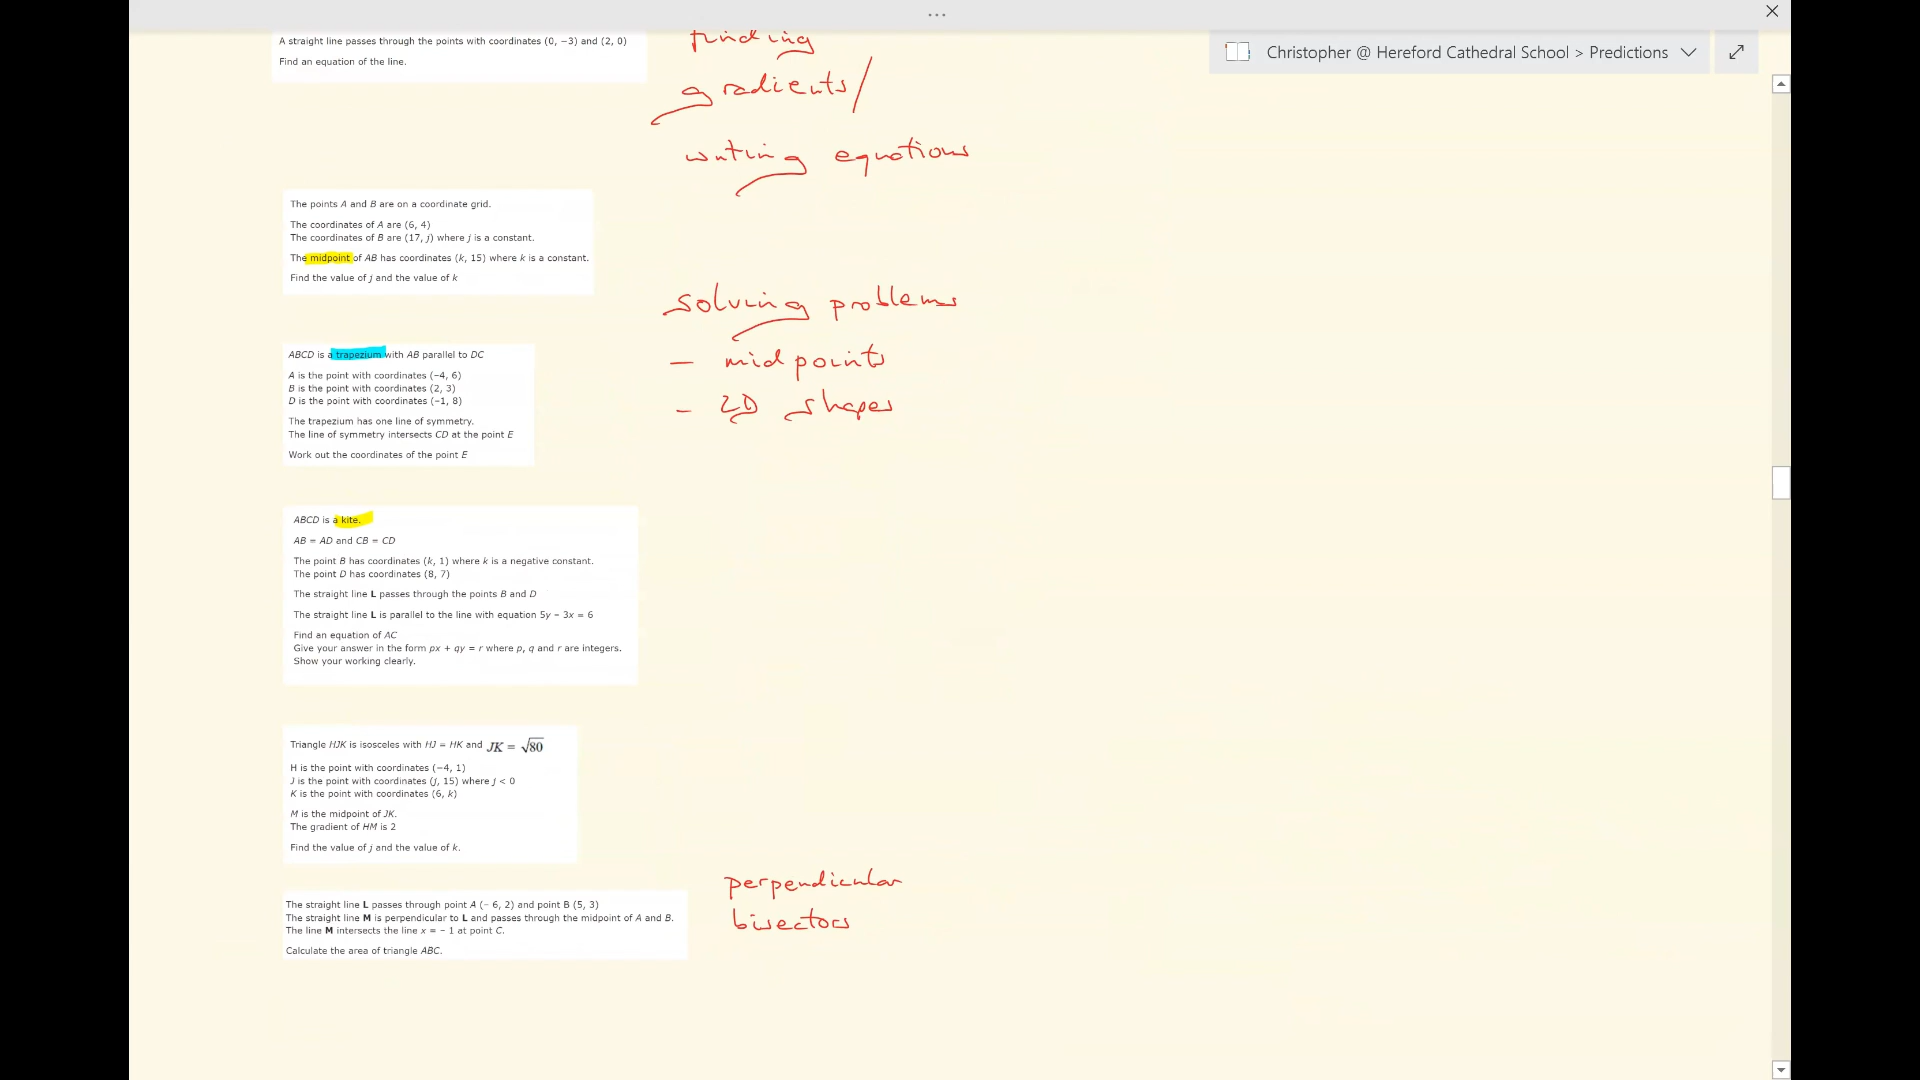 Christopher @ Hereford Cathedral School > Predictions
A straight line passes through the points with coordinates (0, −3) and (2, 0)
Find an equation of the line.
finding
gradients/
writing equations
The points A and B are on a coordinate grid.
The coordinates of A are (6, 4)
The coordinates of B are (17, j) where j is a constant.
The midpoint of AB has coordinates (k, 15) where k is a constant.
Find the value of j and the value of k
solving problems
- midpoints
- 2D shapes
ABCD is a trapezium with AB parallel to DC
A is the point with coordinates (−4, 6)
B is the point with coordinates (2, 3)
D is the point with coordinates (−1, 8)
The trapezium has one line of symmetry.
The line of symmetry intersects CD at the point E
Work out the coordinates of the point E
ABCD is a kite.
AB = AD and CB = CD
The point B has coordinates (k, 1) where k is a negative constant.
The point D has coordinates (8, 7)
The straight line L passes through the points B and D
The straight line L is parallel to the line with equation 5y − 3x = 6
Find an equation of AC
Give your answer in the form px + qy = r where p, q and r are integers.
Show your working clearly.
Triangle HJK is isosceles with HJ = HK and JK = √80
H is the point with coordinates (−4, 1)
J is the point with coordinates (j, 15) where j < 0
K is the point with coordinates (6, k)
M is the midpoint of JK.
The gradient of HM is 2
Find the value of j and the value of k.
perpendicular
bisectors
The straight line L passes through point A (− 6, 2) and point B (5, 3)
The straight line M is perpendicular to L and passes through the midpoint of A and B.
The line M intersects the line x = − 1 at point C.
Calculate the area of triangle ABC.